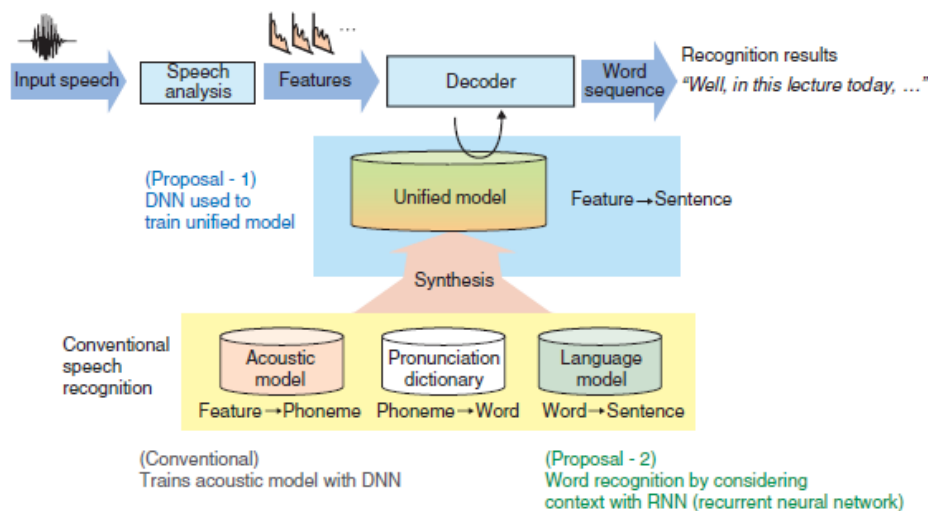 Input speech
Speech
analysis
Features
...
Decoder
Word
sequence
Recognition results
“Well, in this lecture today, ...”
(Proposal - 1)
DNN used to
train unified model
Unified model
Feature→Sentence
Synthesis
Conventional
speech
recognition
Acoustic
model
Pronunciation
dictionary
Language
model
Feature→Phoneme
Phoneme→Word
Word→Sentence
(Conventional)
Trains acoustic model with DNN
(Proposal - 2)
Word recognition by considering
context with RNN (recurrent neural network)